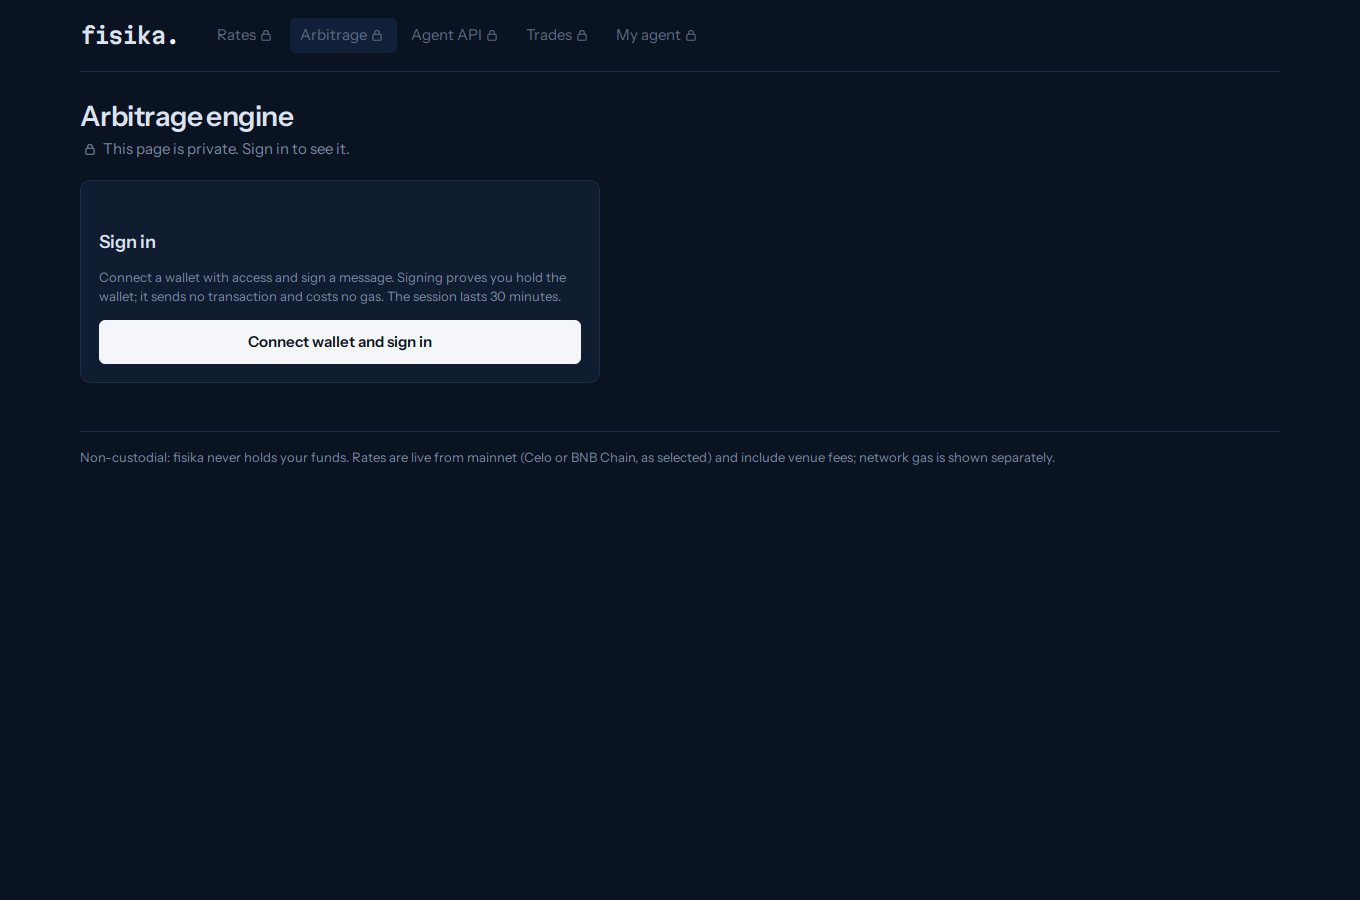 fisika.
Rates
Arbitrage
Agent API
Trades
My agent
Arbitrage engine
This page is private. Sign in to see it.
Sign in
Connect a wallet with access and sign a message. Signing proves you hold the
wallet; it sends no transaction and costs no gas. The session lasts 30 minutes.
Connect wallet and sign in
Non-custodial: fisika never holds your funds. Rates are live from mainnet (Celo or BNB Chain, as selected) and include venue fees; network gas is shown separately.